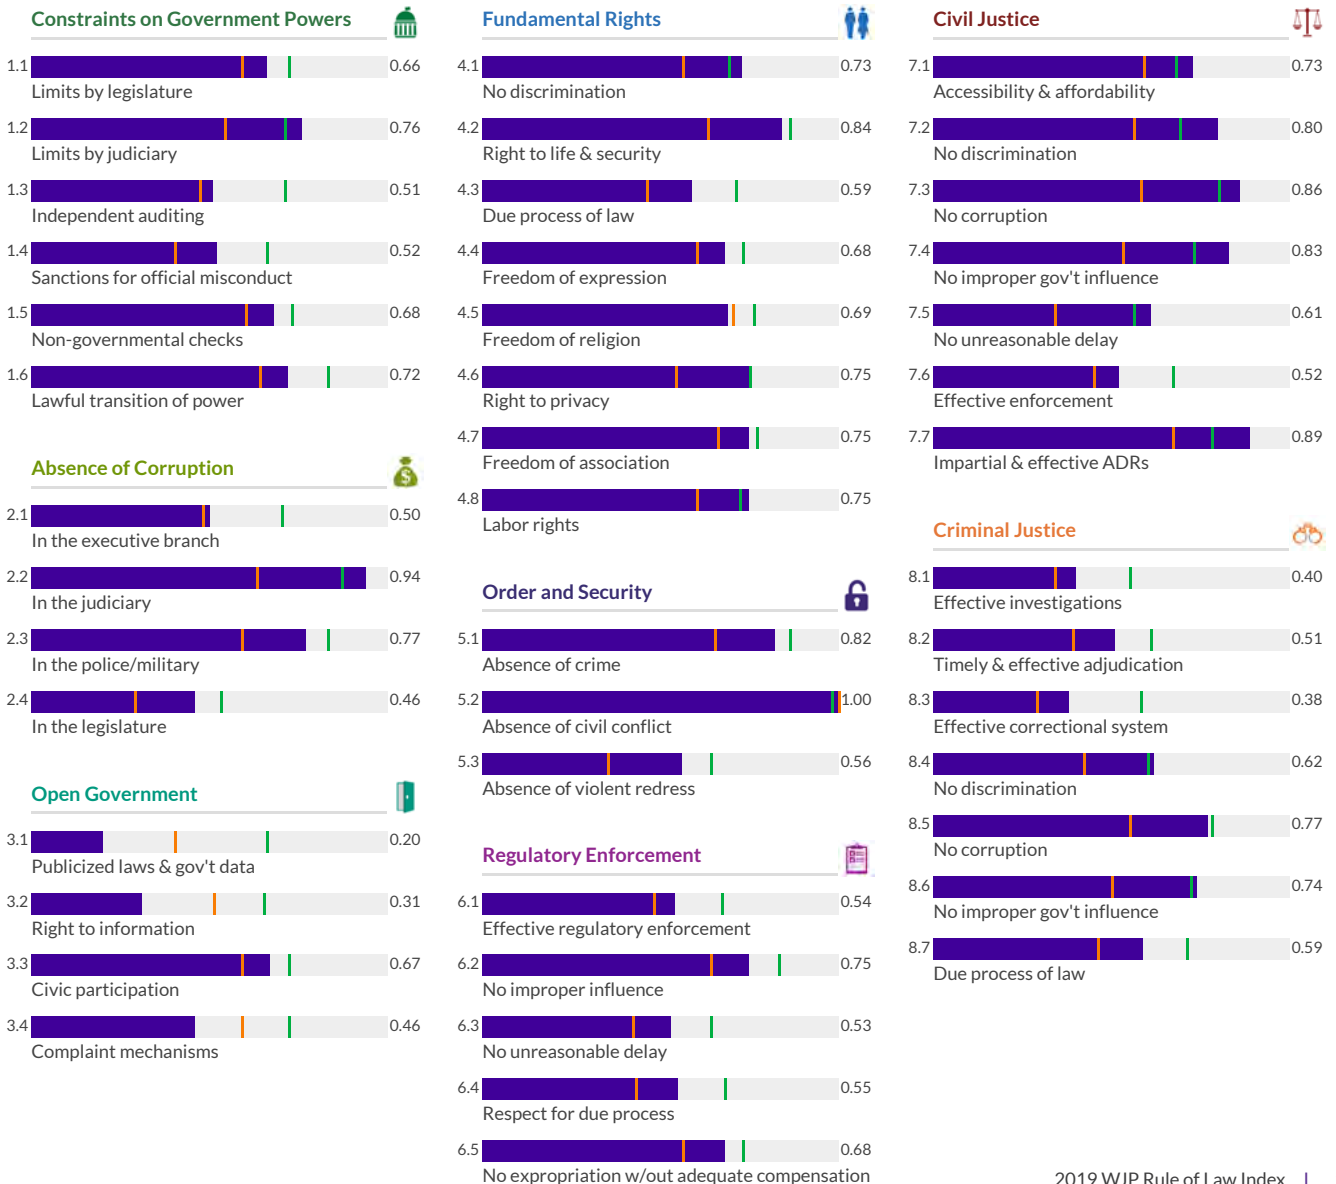 Constraints on Government Powers
1.1 0.66
Limits by legislature
1.2 0.76
Limits by judiciary
1.3 0.51
Independent auditing
1.4 0.52
Sanctions for official misconduct
1.5 0.68
Non-governmental checks
1.6 0.72
Lawful transition of power
Absence of Corruption
$
2.1 0.50
In the executive branch
2.2 0.94
In the judiciary
2.3 0.77
In the police/military
2.4 0.46
In the legislature
Open Government
3.1 0.20
Publicized laws & gov't data
3.2 0.31
Right to information
3.3 0.67
Civic participation
3.4 0.46
Complaint mechanisms
Fundamental Rights
4.1 0.73
No discrimination
4.2 0.84
Right to life & security
4.3 0.59
Due process of law
4.4 0.68
Freedom of expression
4.5 0.69
Freedom of religion
4.6 0.75
Right to privacy
4.7 0.75
Freedom of association
4.8 0.75
Labor rights
Order and Security
5.1 0.82
Absence of crime
5.2 1.00
Absence of civil conflict
5.3 0.56
Absence of violent redress
Regulatory Enforcement
6.1 0.54
Effective regulatory enforcement
6.2 0.75
No improper influence
6.3 0.53
No unreasonable delay
6.4 0.55
Respect for due process
6.5 0.68
No expropriation w/out adequate compensation
Civil Justice
7.1 0.73
Accessibility & affordability
7.2 0.80
No discrimination
7.3 0.86
No corruption
7.4 0.83
No improper gov't influence
7.5 0.61
No unreasonable delay
7.6 0.52
Effective enforcement
7.7 0.89
Impartial & effective ADRs
Criminal Justice
8.1 0.40
Effective investigations
8.2 0.51
Timely & effective adjudication
8.3 0.38
Effective correctional system
8.4 0.62
No discrimination
8.5 0.77
No corruption
8.6 0.74
No improper gov't influence
8.7 0.59
Due process of law
2019 WJP Rule of Law Index |